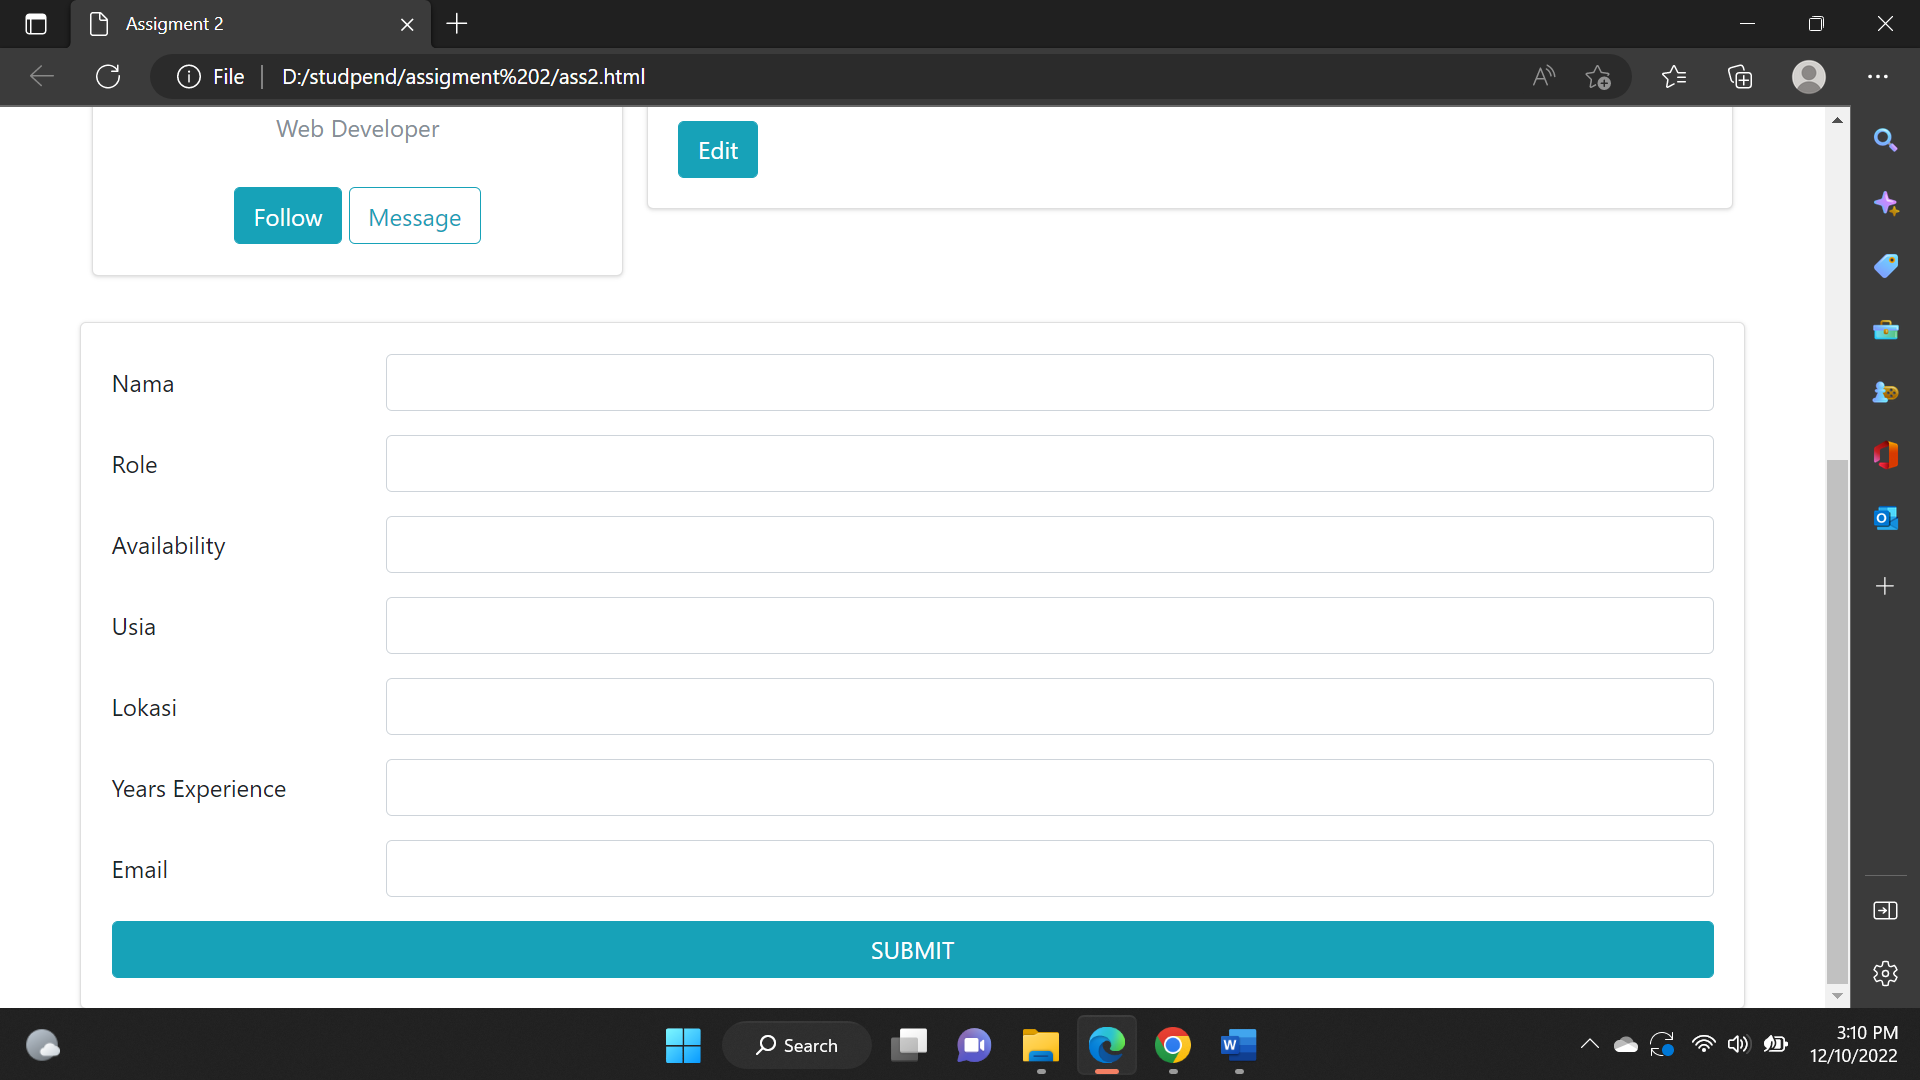 Assigment 2
File
D:/studpend/assigment%202/ass2.html
Web Developer
Follow
Message
Edit
Nama
Role
Availability
Usia
Lokasi
Years Experience
Email
SUBMIT
Search
3:10 PM
12/10/2022